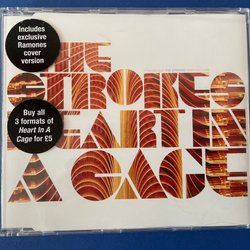 Includes
exclusive
Ramones
cover
version
THE
STROKES
HEART IN
A CAGE
Buy all
3 formats of
Heart In A
Cage for £5